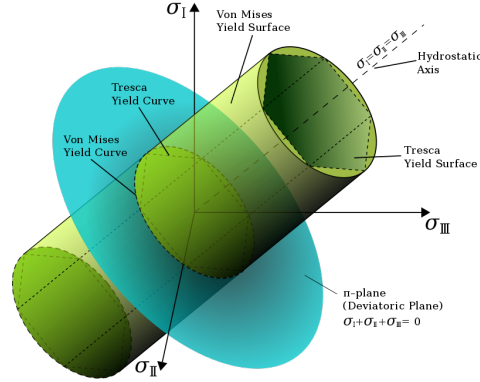 σI
Von Mises
Yield Surface
σI=σII=σIII
Hydrostatic
Axis
Tresca
Yield Curve
Von Mises
Yield Curve
Tresca
Yield Surface
σIII
π-plane
(Deviatoric Plane)
σI+σII+σIII= 0
σII